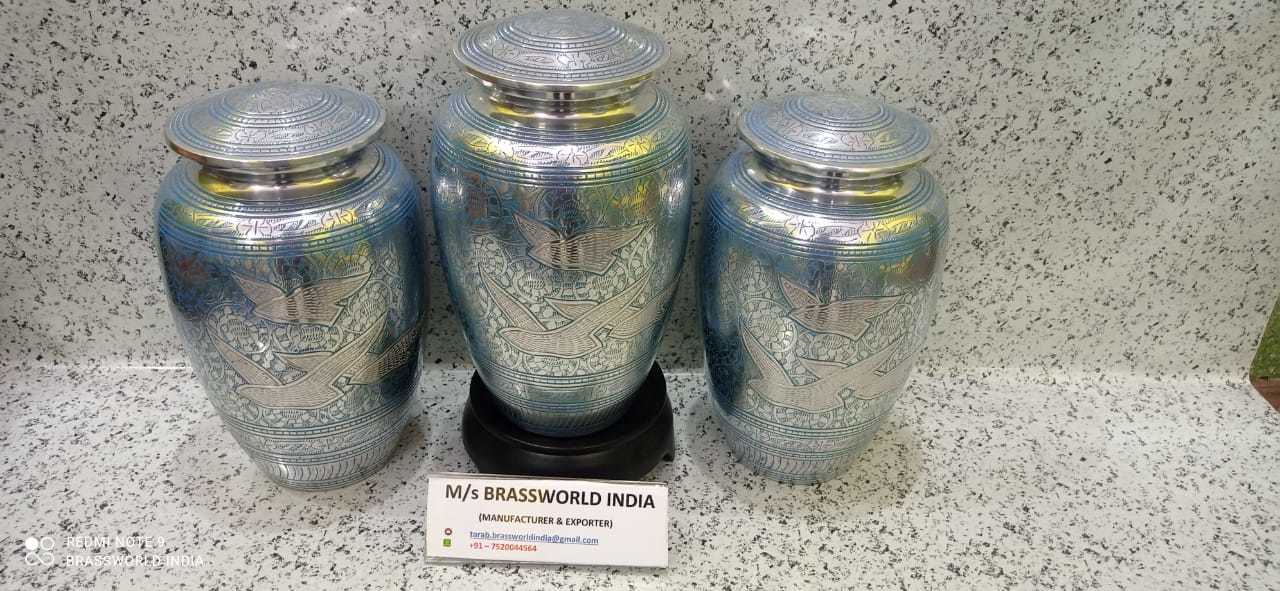 M/s BRASSWORLD INDIA
(MANUFACTURER & EXPORTER)
tarab.brassworldindia@gmail.com
+91 – 7520044564
REDMI NOTE 9
BRASSWORLD INDIA